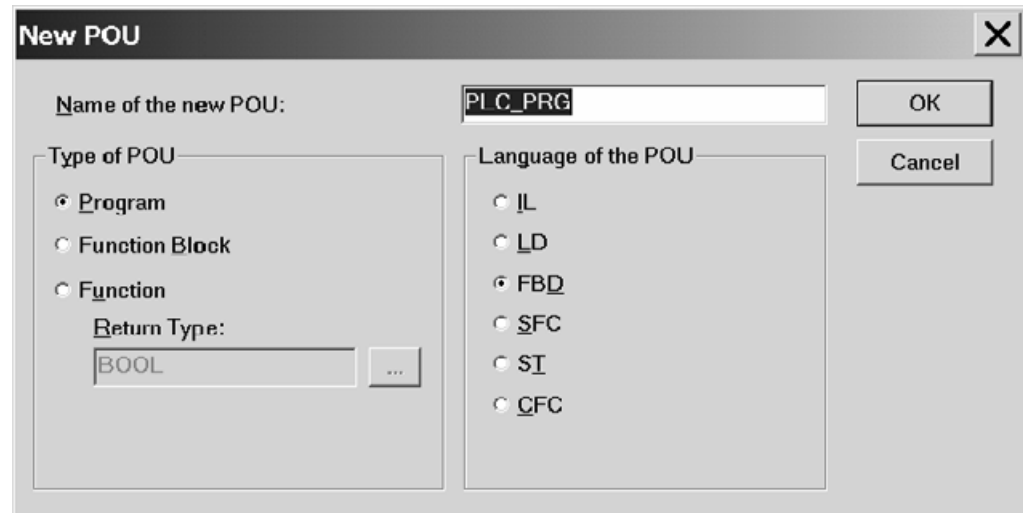 New POU
Name of the new POU:
PLC_PRG
OK
Cancel
Type of POU
Program
Function Block
Function
Return Type:
BOOL
...
Language of the POU
IL
LD
FBD
SFC
ST
CFC